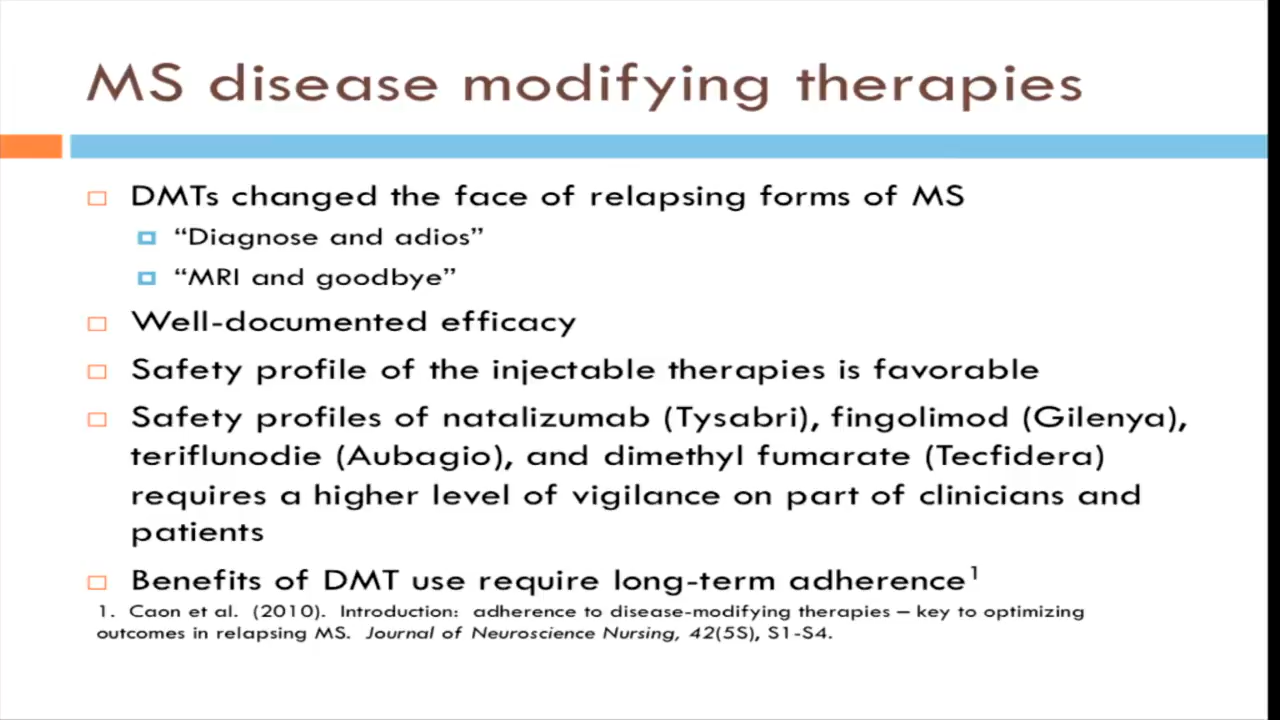 MS disease modifying therapies
DMTs changed the face of relapsing forms of MS
“Diagnose and adios”
“MRI and goodbye”
Well-documented efficacy
Safety profile of the injectable therapies is favorable
Safety profiles of natalizumab (Tysabri), fingolimod (Gilenya),
teriflunodie (Aubagio), and dimethyl fumarate (Tecfidera)
requires a higher level of vigilance on part of clinicians and
patients
Benefits of DMT use require long-term adherence¹
1. Caon et al. (2010). Introduction: adherence to disease-modifying therapies – key to optimizing
outcomes in relapsing MS. Journal of Neuroscience Nursing, 42(5S), S1-S4.